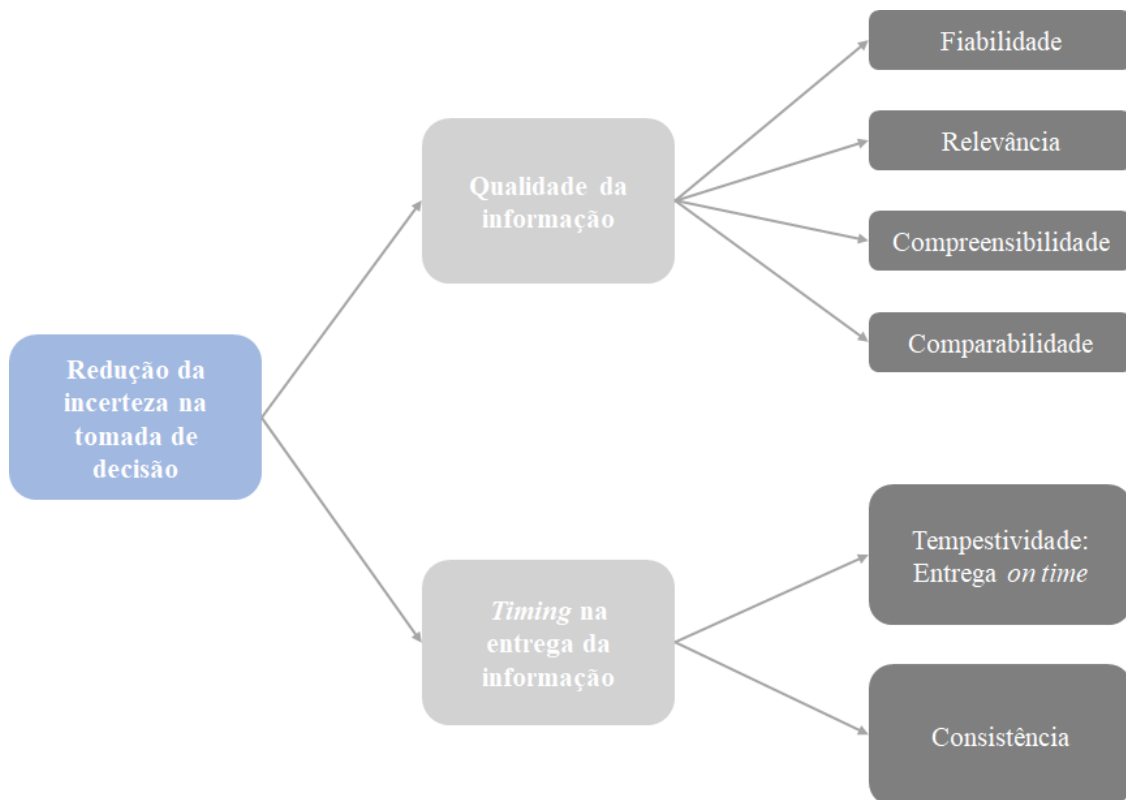 Fiabilidade
Relevância
Qualidade da
informação
Compreensibilidade
Comparabilidade
Redução da
incerteza na
tomada de
decisão
Tempestividade:
Entrega on time
Timing na
entrega da
informação
Consistência